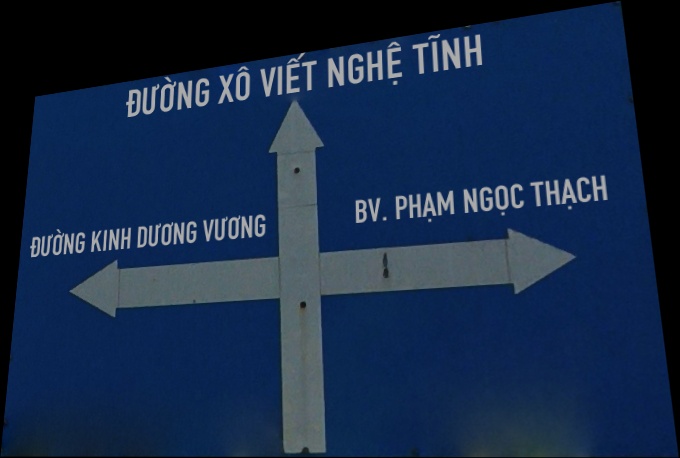 ĐƯỜNG XÔ VIẾT NGHỆ TĨNH
BV. PHẠM NGỌC THẠCH
ĐƯỜNG KINH DƯƠNG VƯƠNG